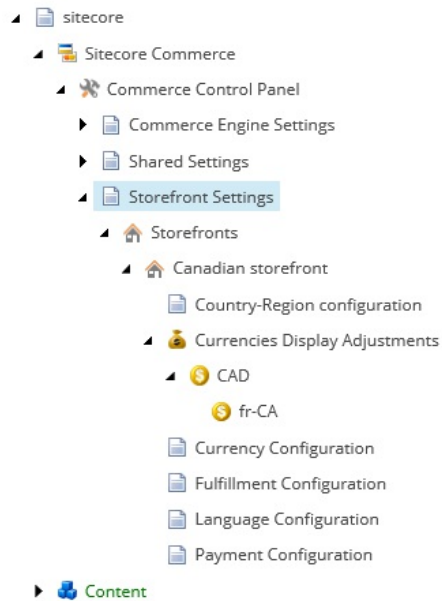 sitecore
Sitecore Commerce
Commerce Control Panel
Commerce Engine Settings
Shared Settings
Storefront Settings
Storefronts
Canadian storefront
Country-Region configuration
Currencies Display Adjustments
CAD
fr-CA
Currency Configuration
Fulfillment Configuration
Language Configuration
Payment Configuration
Content